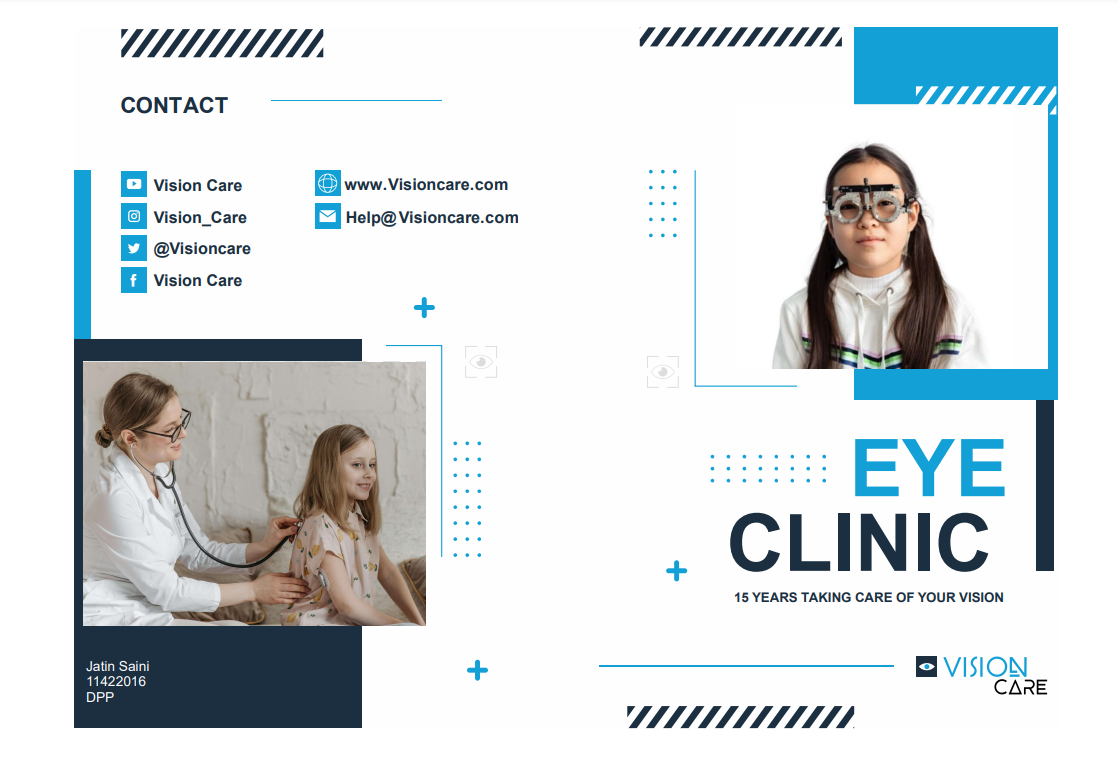 CONTACT
Vision Care
Vision_Care
@Visioncare
Vision Care
www.Visioncare.com
Help@Visioncare.com
Jatin Saini
11422016
DPP
EYE
CLINIC
15 YEARS TAKING CARE OF YOUR VISION
VISION
CARE